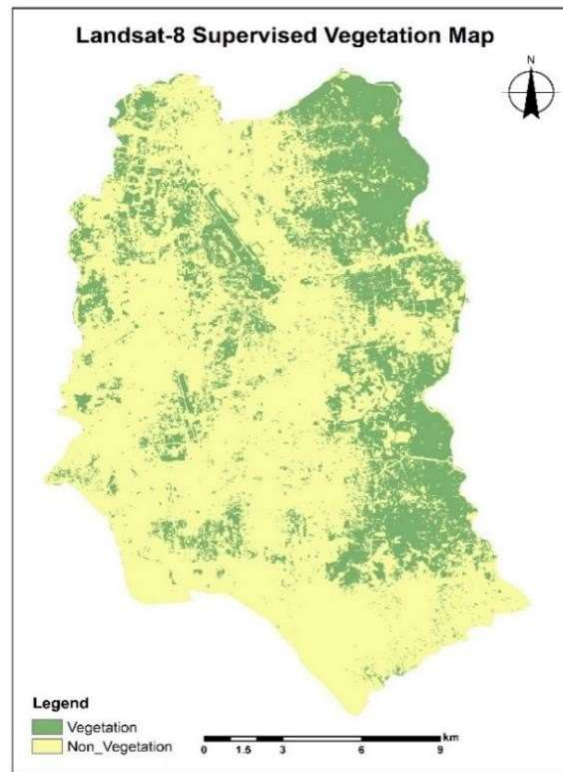 Landsat-8 Supervised Vegetation Map
N
Legend
Vegetation
Non_Vegetation
km
0 1.5 3 6 9